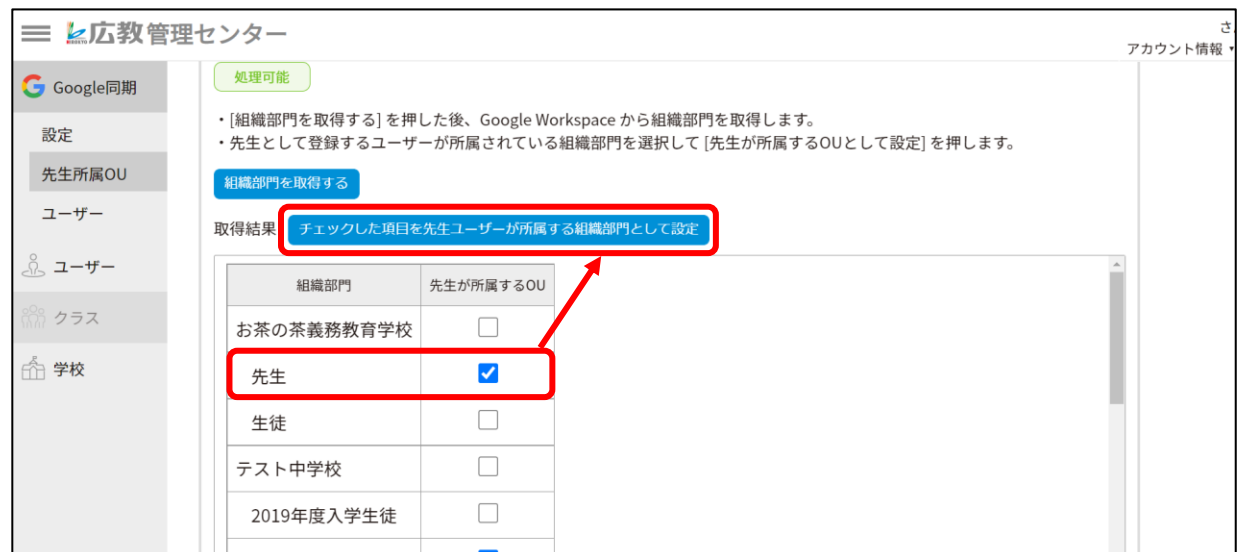 広教管理センター
さ
アカウント情報
Google同期
設定
先生所属OU
ユーザー
ユーザー
クラス
学校
処理可能
・[組織部門を取得する] を押した後、Google Workspace から組織部門を取得します。
・先生として登録するユーザーが所属されている組織部門を選択して [先生が所属するOUとして設定] を押します。
組織部門を取得する
取得結果 チェックした項目を先生ユーザーが所属する組織部門として設定
組織部門 先生が所属するOU
お茶の茶義務教育学校
先生
生徒
テスト中学校
2019年度入学生徒